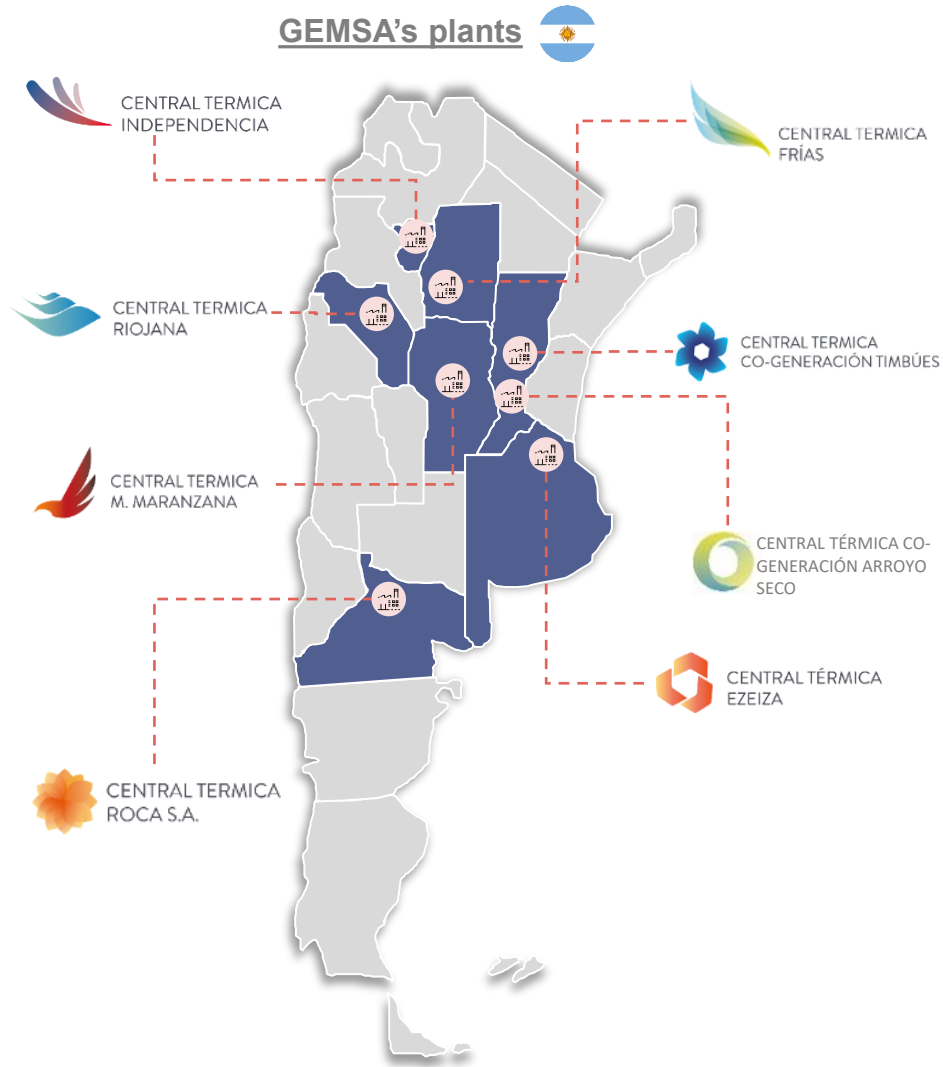 GEMSA's plants
CENTRAL TERMICA
INDEPENDENCIA
CENTRAL TERMICA
FRÍAS
CENTRAL TERMICA
RIOJANA
CENTRAL TERMICA
CO-GENERACIÓN TIMBÚES
CENTRAL TERMICA
M. MARANZANA
CENTRAL TÉRMICA CO-
GENERACIÓN ARROYO
SECO
CENTRAL TÉRMICA
EZEIZA
CENTRAL TERMICA
ROCA S.A.